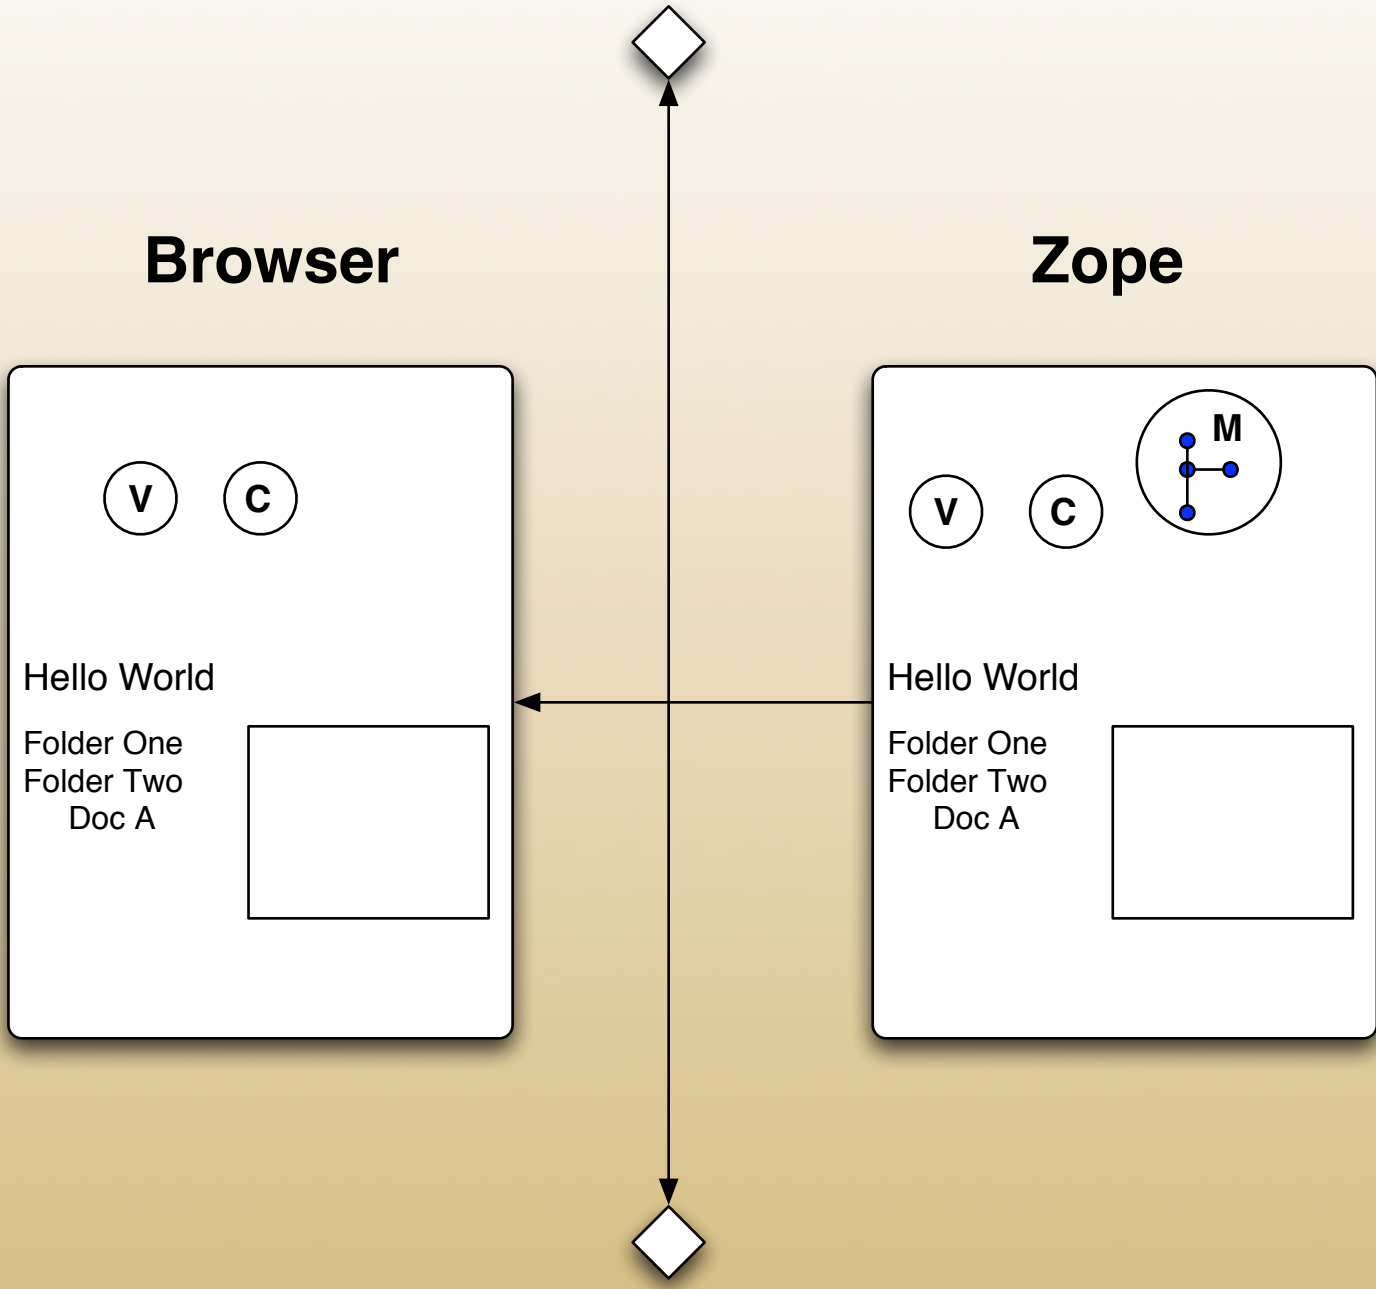 Browser
V
C
Hello World
Folder One
Folder Two
Doc A
Zope
V
C
M
Hello World
Folder One
Folder Two
Doc A